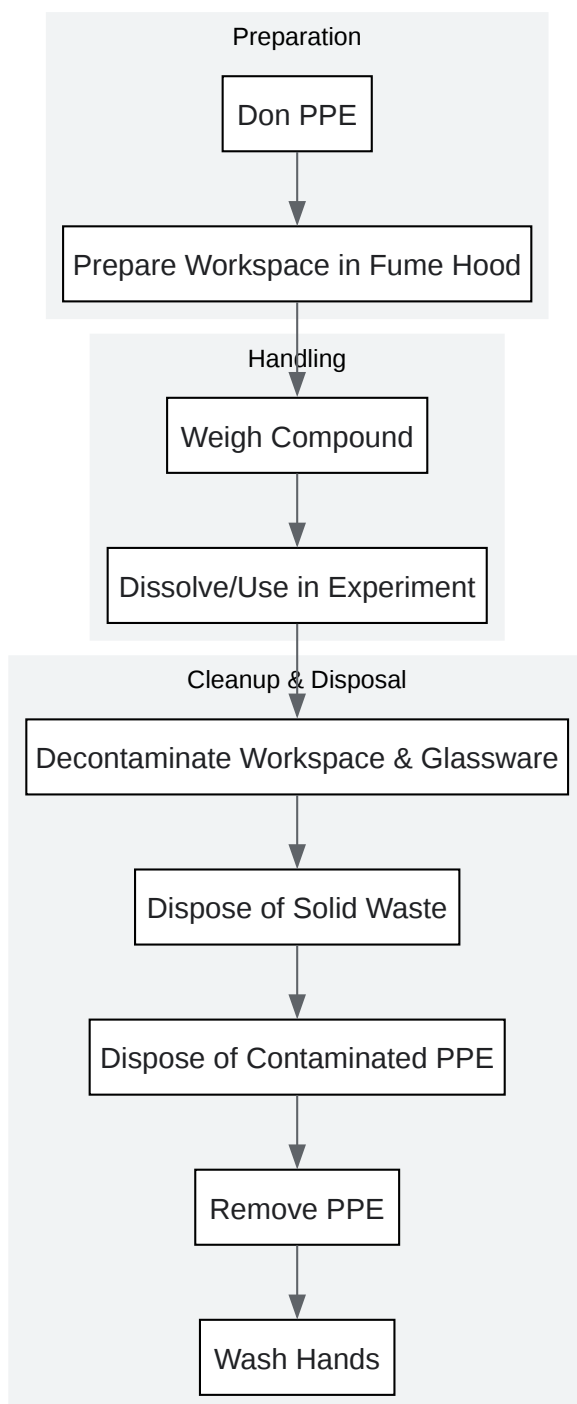 Preparation
Don PPE
Prepare Workspace in Fume Hood
Handling
Weigh Compound
Dissolve/Use in Experiment
Cleanup & Disposal
Decontaminate Workspace & Glassware
Dispose of Solid Waste
Dispose of Contaminated PPE
Remove PPE
Wash Hands